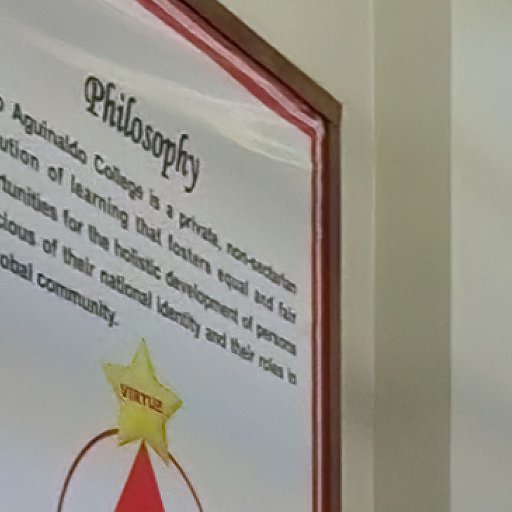 Philosophy
o Aguinaldo College is a private, non-sectarian
ution of learning that fosters equal and fair
rtunities for the holistic development of persons
cious of their national identity and their roles in
obal community.
VIRTUE